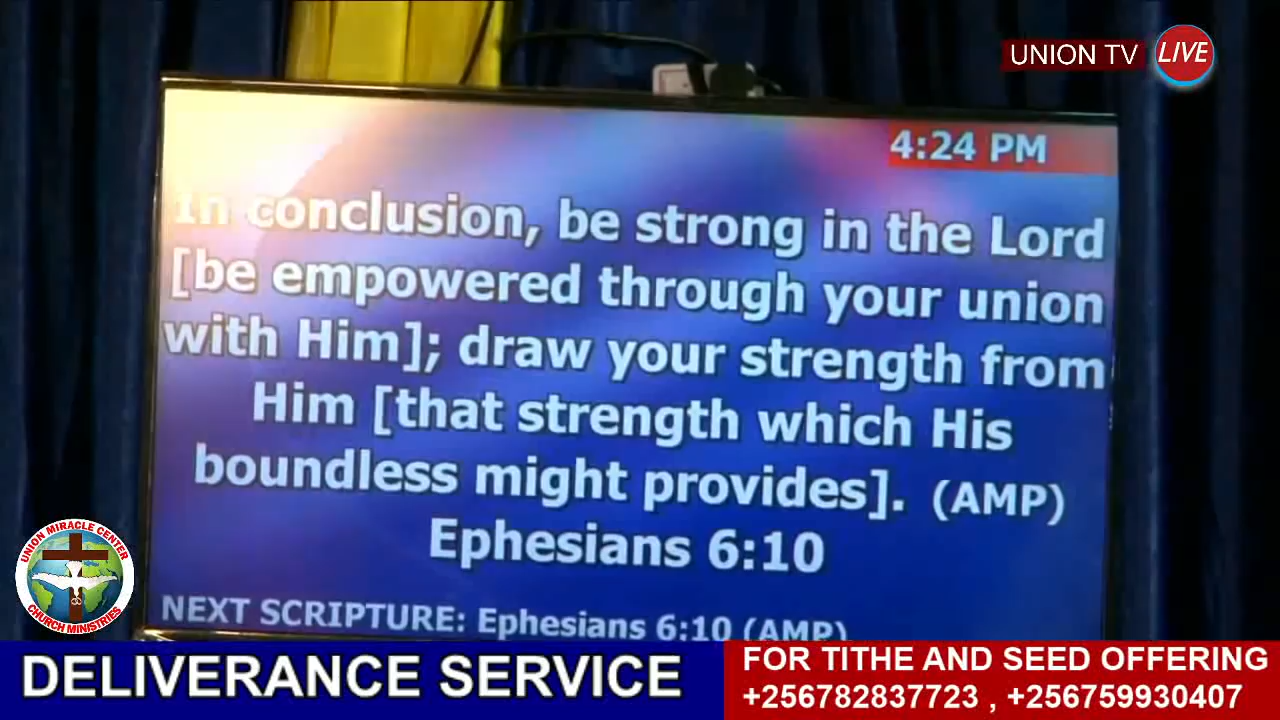 UNION TV LIVE
4:24 PM
In conclusion, be strong in the Lord
[be empowered through your union
with Him]; draw your strength from
Him [that strength which His
boundless might provides]. (AMP)
Ephesians 6:10
NEXT SCRIPTURE: Ephesians 6:10 (AMP)
UNION MIRACLE CENTER
CHURCH MINISTRIES
DELIVERANCE SERVICE
FOR TITHE AND SEED OFFERING
+256782837723 , +256759930407